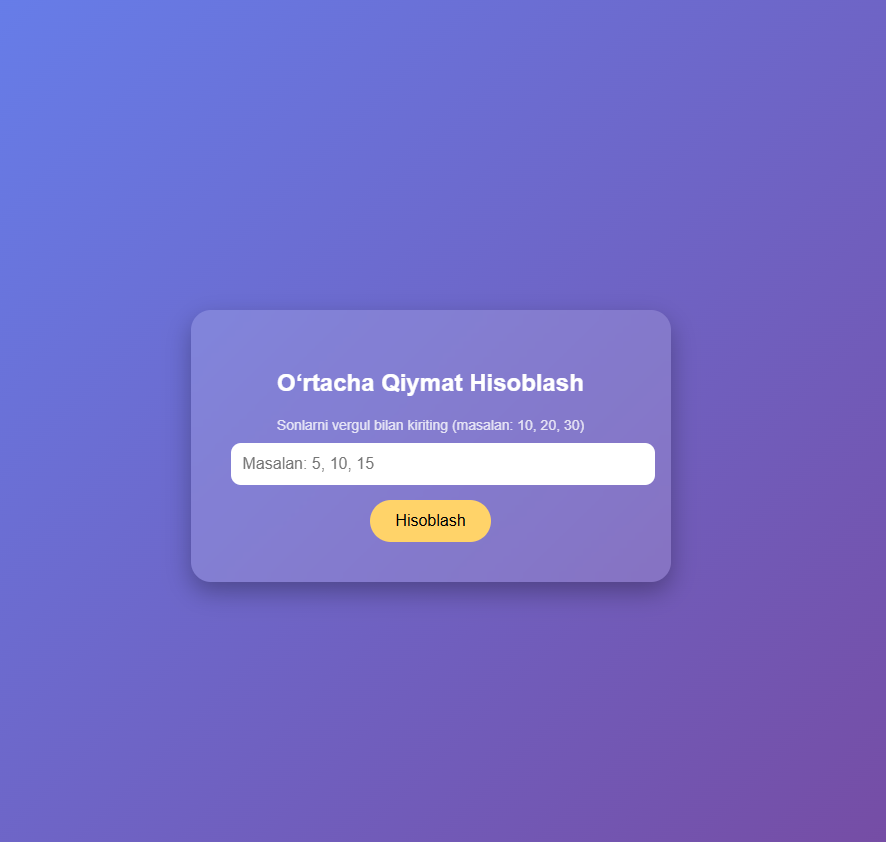 O‘rtacha Qiymat Hisoblash
Sonlarni vergul bilan kiriting (masalan: 10, 20, 30)
Masalan: 5, 10, 15
Hisoblash